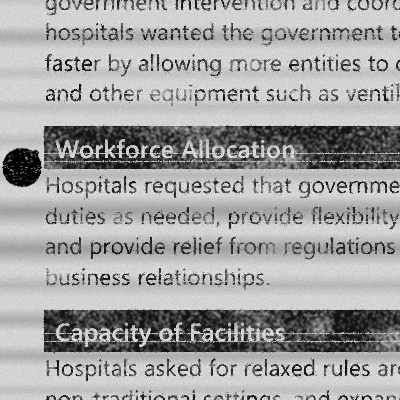 government intervention and coord
hospitals wanted the government t
faster by allowing more entities to
and other equipment such as ventil
Workforce Allocation
Hospitals requested that governme
duties as needed, provide flexibility
and provide relief from regulations
business relationships.
Capacity of Facilities
Hospitals asked for relaxed rules ar
non-traditional settings, and expan